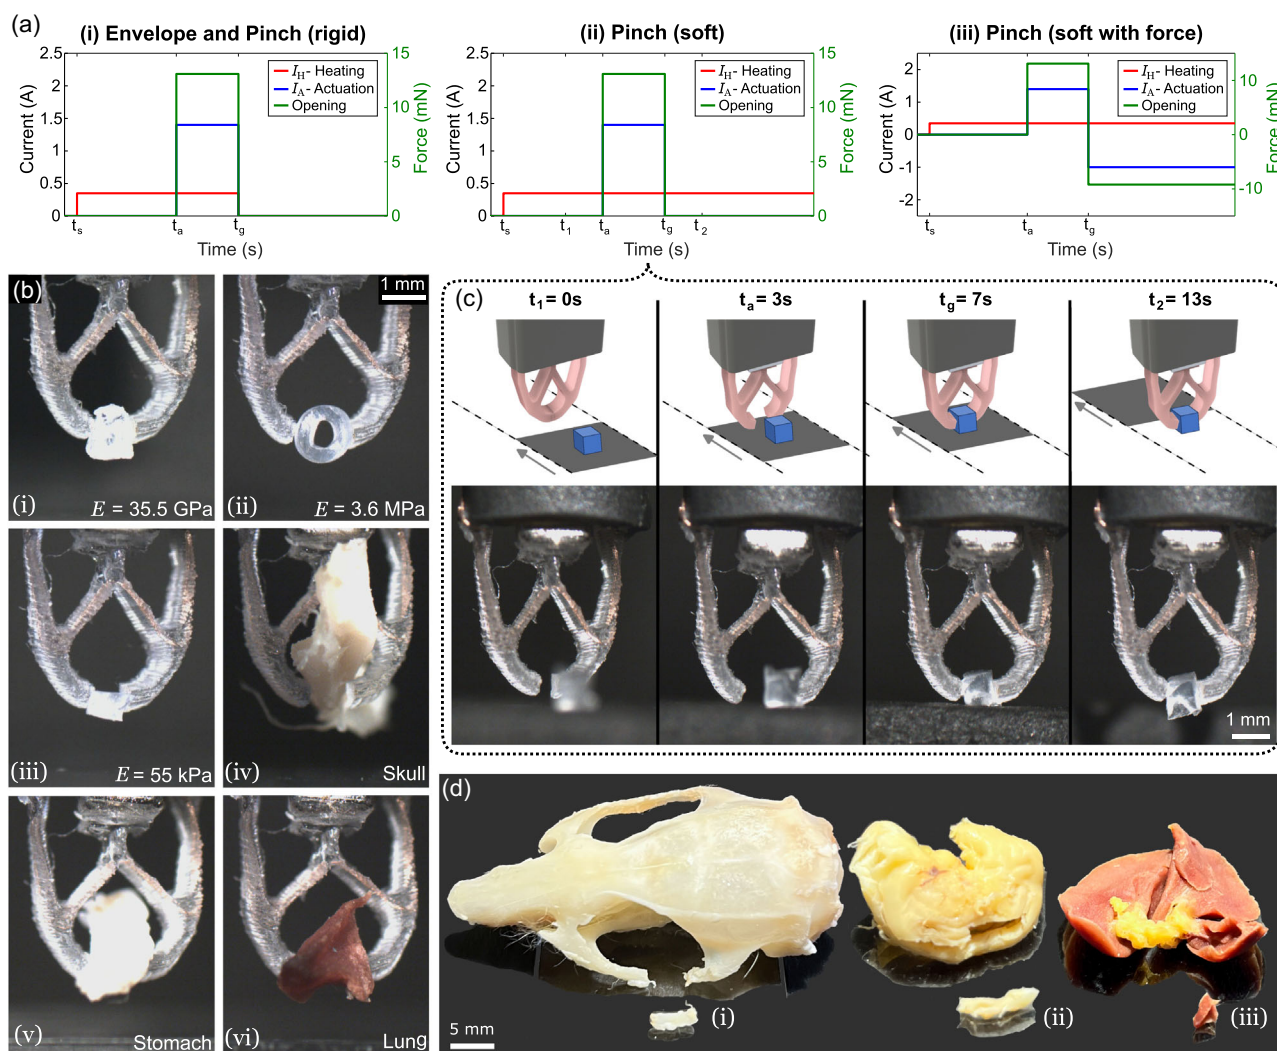 (a)
(i) Envelope and Pinch (rigid)
2.5
2
1.5
1
0.5
0
Current (A)
15
10
5
0
Force (mN)
I_H- Heating
I_A- Actuation
Opening
t_s
t_a
t_g
Time (s)
(ii) Pinch (soft)
2.5
2
1.5
1
0.5
0
Current (A)
15
10
5
0
Force (mN)
I_H- Heating
I_A- Actuation
Opening
t_s
t_1
t_a
t_g
t_2
Time (s)
(iii) Pinch (soft with force)
2
1
0
-1
-2
Current (A)
10
0
-10
Force (mN)
I_H- Heating
I_A- Actuation
Opening
t_s
t_a
t_g
Time (s)
(b)
1 mm
(i)
E = 35.5 GPa
(ii)
E = 3.6 MPa
(iii)
E = 55 kPa
(iv)
Skull
(v)
Stomach
(vi)
Lung
(c)
t_1 = 0s
t_a = 3s
t_g = 7s
t_2 = 13s
1 mm
(d)
5 mm
(i)
(ii)
(iii)